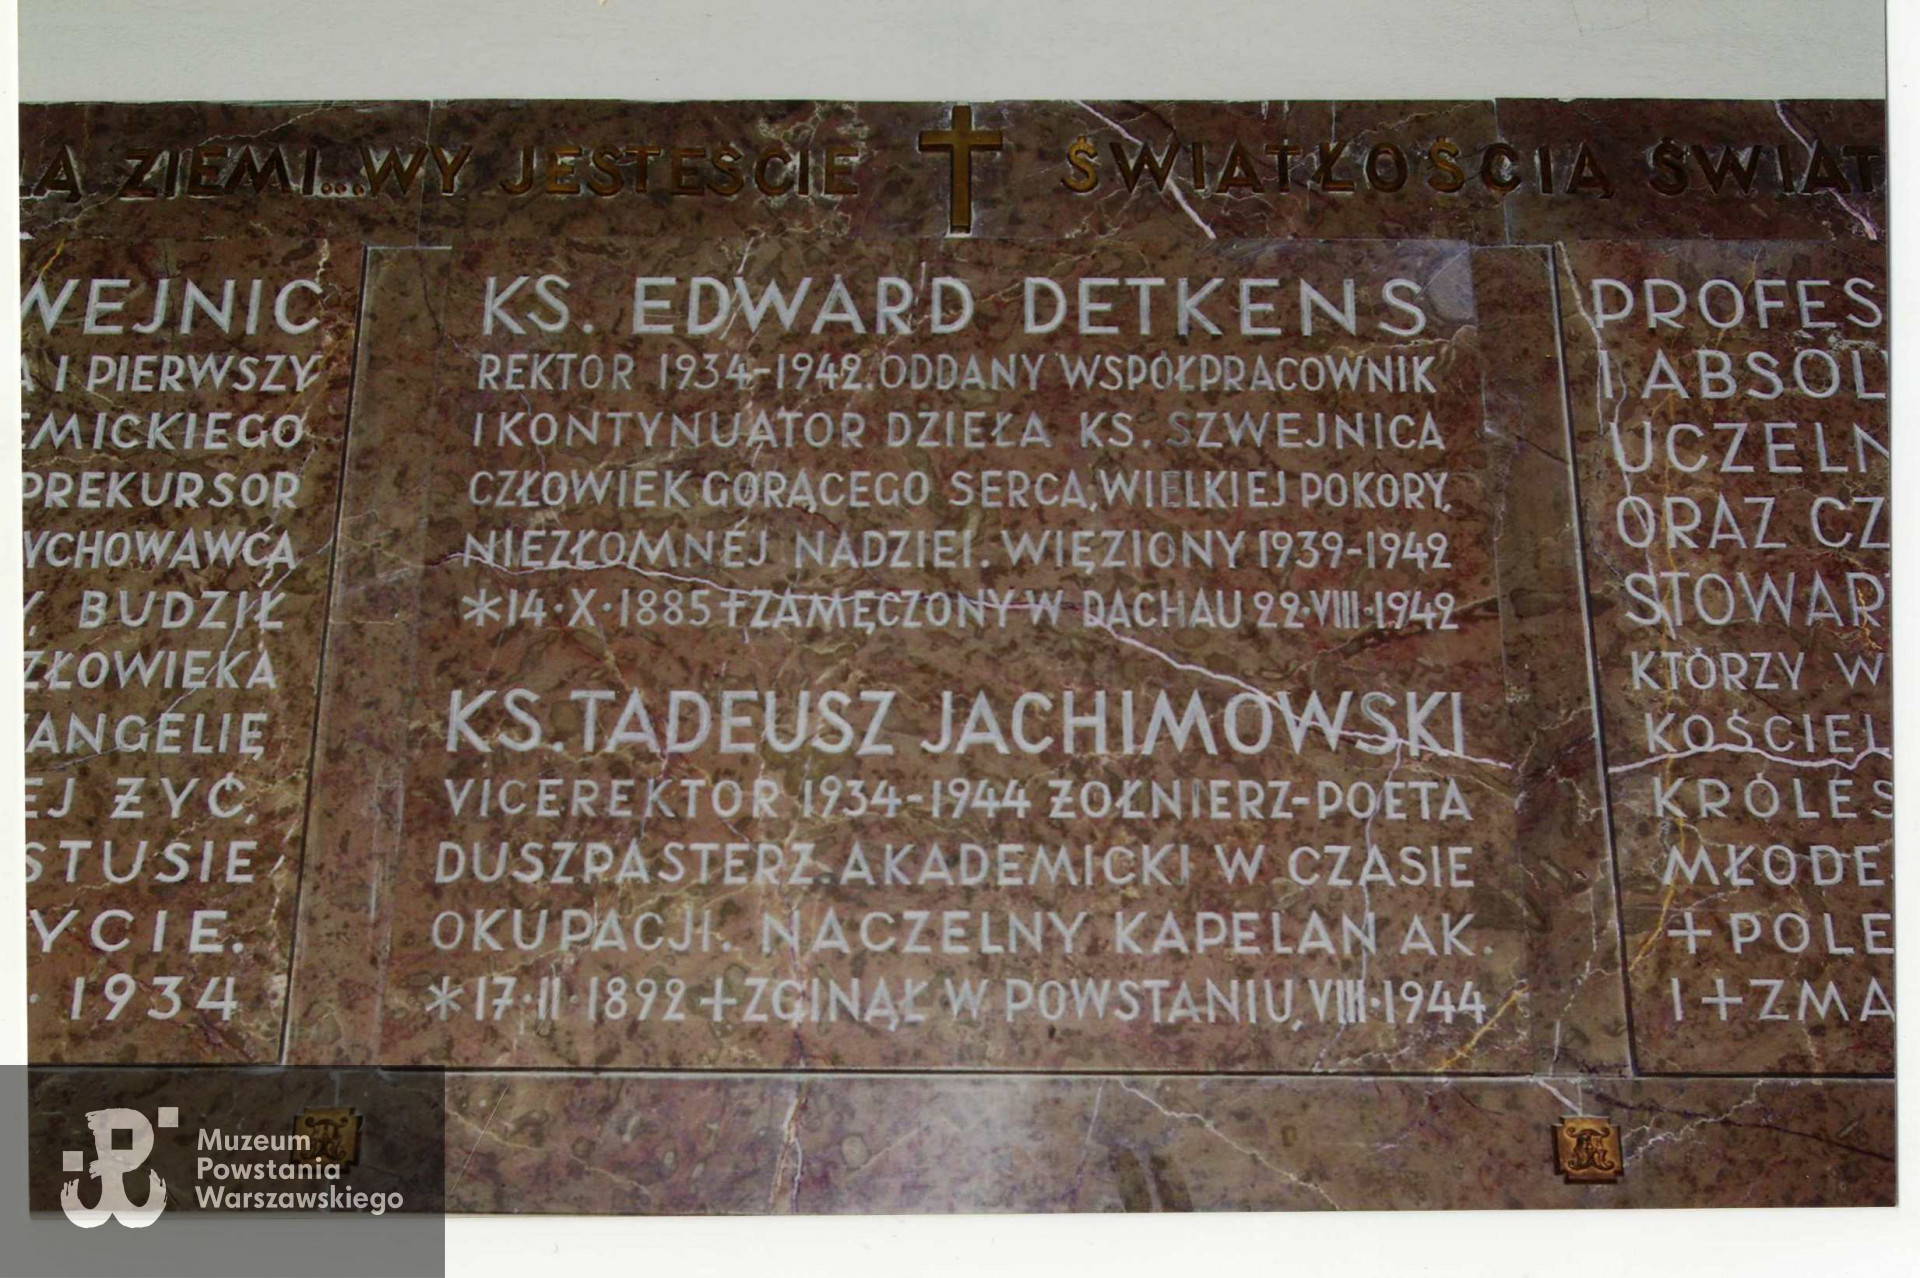 LĄ ZIEMI...WY JESTEŚCIE ŚWIATŁOŚCIĄ ŚWIAT
WEJNIC
A I PIERWSZY
EMICKIEGO
PREKURSOR
YCHOWAWCA
, BUDZIŁ
ZŁOWIEKA
WANGELIĘ
EJ ŻYĆ,
STUSIE
YCIE.
1934
KS. EDWARD DETKENS
REKTOR 1934-1942. ODDANY WSPÓŁPRACOWNIK
I KONTYNUATOR DZIEŁA KS. SZWEJNICA
CZŁOWIEK GORĄCEGO SERCA, WIELKIEJ POKORY,
NIEZŁOMNEJ NADZIEI. WIĘZIONY 1939-1942
*14·X·1885 + ZAMĘCZONY W DACHAU 22·VIII·1942
KS. TADEUSZ JACHIMOWSKI
VICEREKTOR 1934-1944 ŻOŁNIERZ-POETA
DUSZPASTERZ AKADEMICKI W CZASIE
OKUPACJI. NACZELNY KAPELAN AK.
*17·II·1892 + ZGINĄŁ W POWSTANIU, VIII·1944
PROFES
I ABSOL
UCZELN
ORAZ CZ
STOWAR
KTÓRZY W
KOŚCIEL
KRÓLES
MŁODE
+ POLE
I + ZMA
Muzeum
Powstania
Warszawskiego